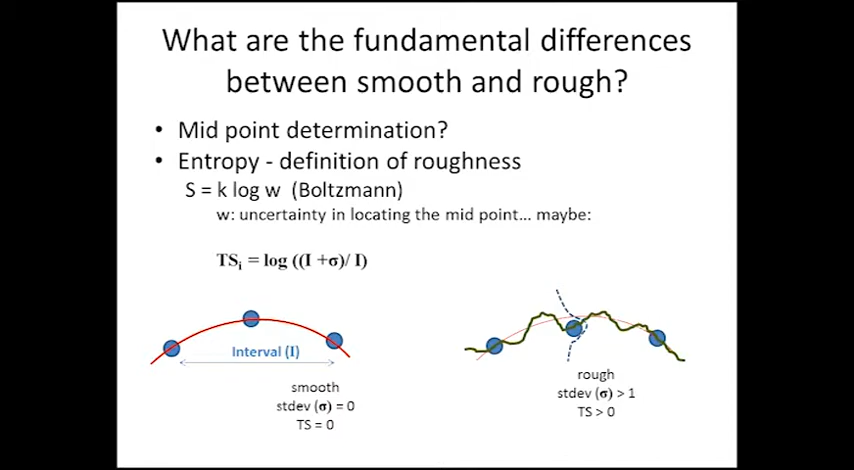 What are the fundamental differences
between smooth and rough?
• Mid point determination?
• Entropy - definition of roughness
S = k log w (Boltzmann)
w: uncertainty in locating the mid point... maybe:
TSᵢ = log ((I +σ)/ I)
Interval (I)
smooth
stdev (σ) = 0
TS = 0
rough
stdev (σ) > 1
TS > 0